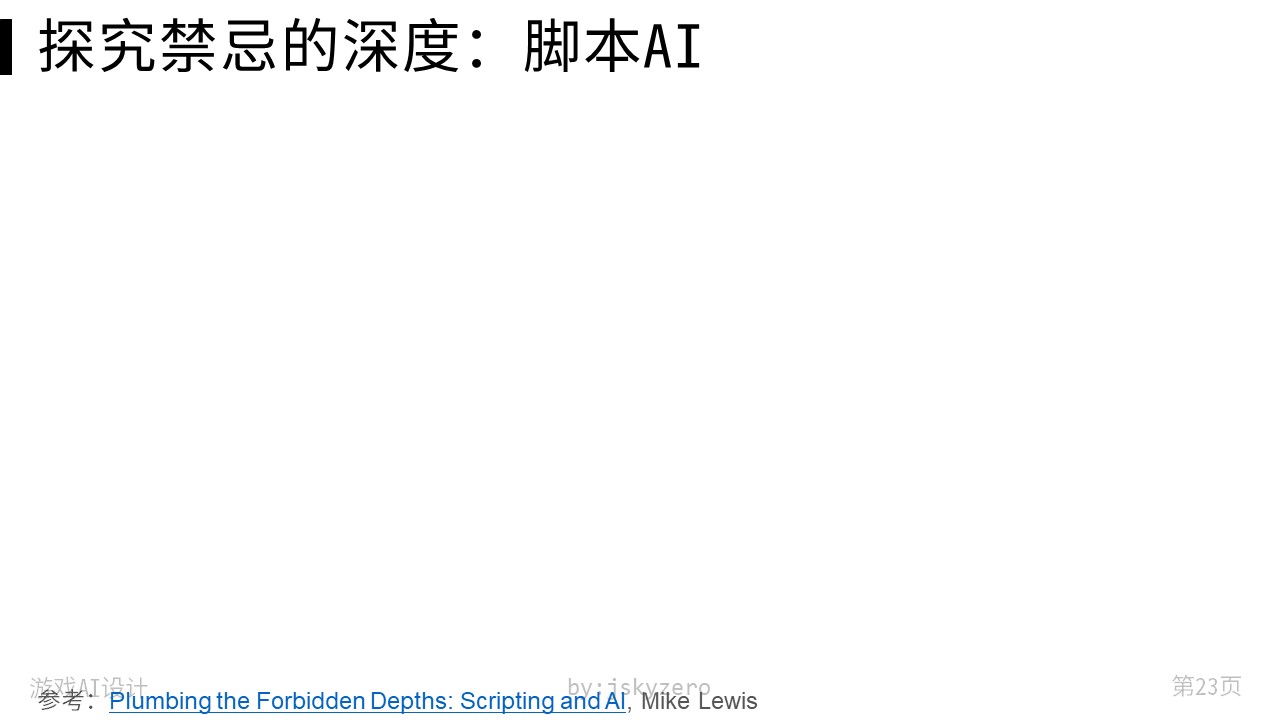 探究禁忌的深度：脚本AI
游戏AI设计
by:jskyzero
第23页
参考：Plumbing the Forbidden Depths: Scripting and AI, Mike Lewis